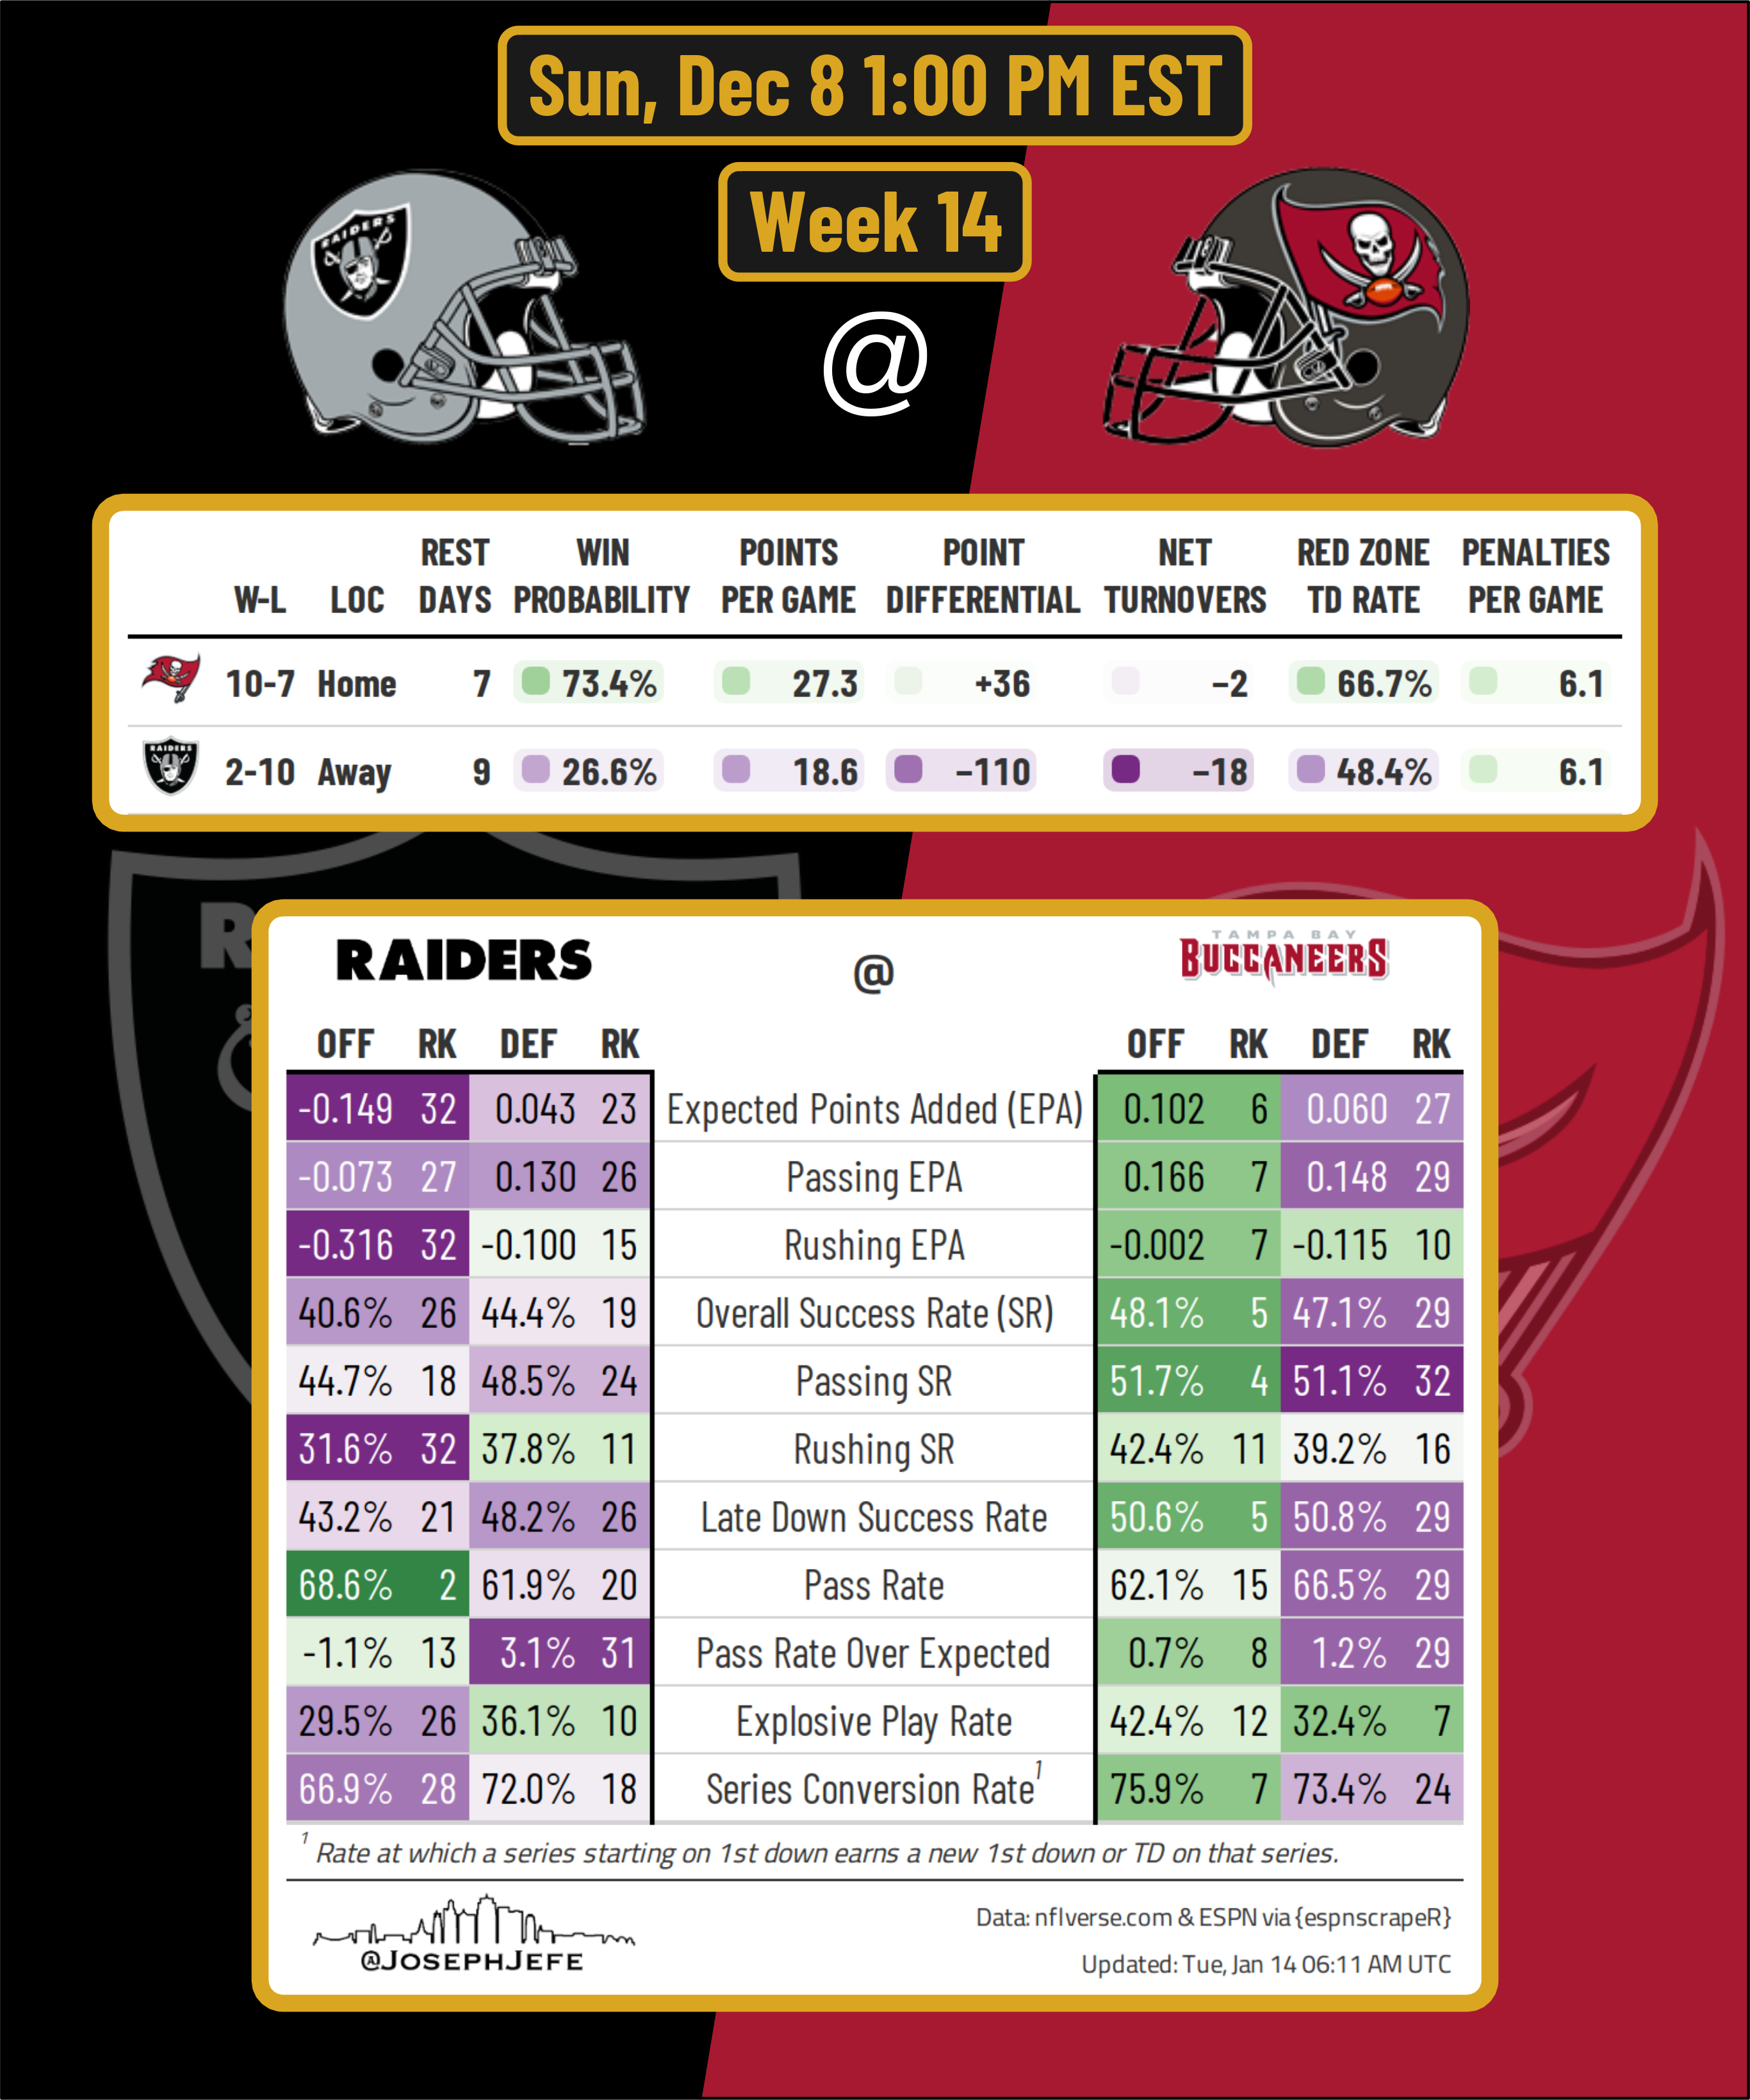 Sun, Dec 8 1:00 PM EST
Week 14
RAIDERS
@
W-L LOC REST DAYS WIN PROBABILITY POINTS PER GAME POINT DIFFERENTIAL NET TURNOVERS RED ZONE TD RATE PENALTIES PER GAME
10-7 Home 7 73.4% 27.3 +36 −2 66.7% 6.1
RAIDERS
2-10 Away 9 26.6% 18.6 −110 −18 48.4% 6.1
RAIDERS @ TAMPA BAY BUCCANEERS
OFF RK DEF RK OFF RK DEF RK
-0.149 32 0.043 23 Expected Points Added (EPA) 0.102 6 0.060 27
-0.073 27 0.130 26 Passing EPA 0.166 7 0.148 29
-0.316 32 -0.100 15 Rushing EPA -0.002 7 -0.115 10
40.6% 26 44.4% 19 Overall Success Rate (SR) 48.1% 5 47.1% 29
44.7% 18 48.5% 24 Passing SR 51.7% 4 51.1% 32
31.6% 32 37.8% 11 Rushing SR 42.4% 11 39.2% 16
43.2% 21 48.2% 26 Late Down Success Rate 50.6% 5 50.8% 29
68.6% 2 61.9% 20 Pass Rate 62.1% 15 66.5% 29
-1.1% 13 3.1% 31 Pass Rate Over Expected 0.7% 8 1.2% 29
29.5% 26 36.1% 10 Explosive Play Rate 42.4% 12 32.4% 7
66.9% 28 72.0% 18 Series Conversion Rate¹ 75.9% 7 73.4% 24
¹ Rate at which a series starting on 1st down earns a new 1st down or TD on that series.
@JOSEPHJEFE
Data: nflverse.com & ESPN via {espnscrapeR}
Updated: Tue, Jan 14 06:11 AM UTC